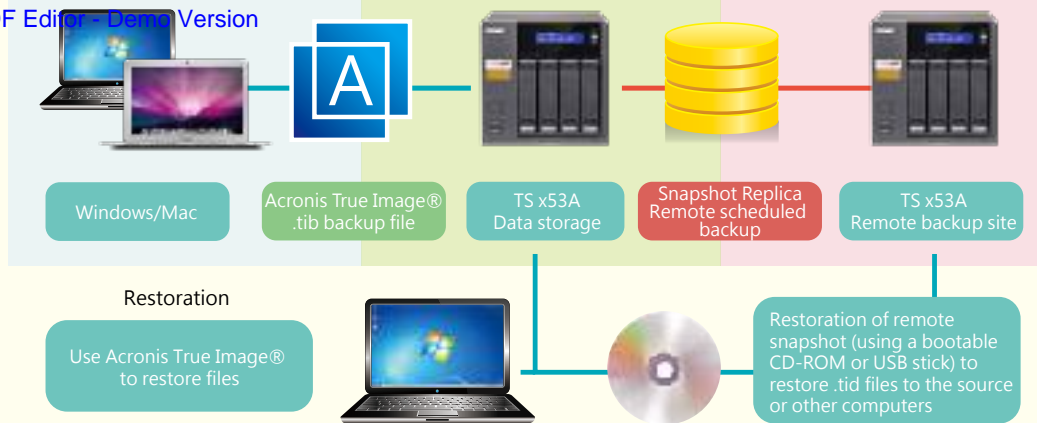 F Editor - Demo Version
A
Windows/Mac
Acronis True Image®
.tib backup file
TS x53A
Data storage
Snapshot Replica
Remote scheduled
backup
TS x53A
Remote backup site
Restoration
Use Acronis True Image®
to restore files
Restoration of remote
snapshot (using a bootable
CD-ROM or USB stick) to
restore .tid files to the source
or other computers